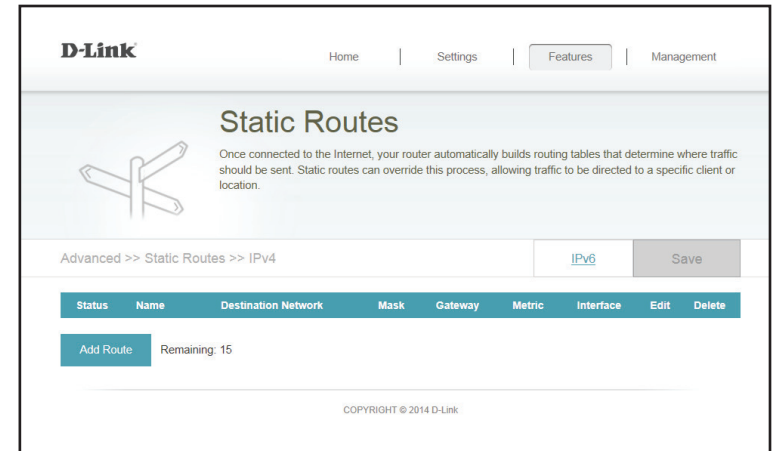 D-Link
Home | Settings | Features | Management
Static Routes
Once connected to the Internet, your router automatically builds routing tables that determine where traffic
should be sent. Static routes can override this process, allowing traffic to be directed to a specific client or
location.
Advanced >> Static Routes >> IPv4 IPv6 Save
Status Name Destination Network Mask Gateway Metric Interface Edit Delete
Add Route Remaining: 15
COPYRIGHT © 2014 D-Link